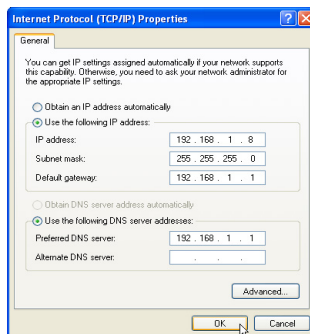 Internet Protocol (TCP/IP) Properties
General
You can get IP settings assigned automatically if your network supports
this capability. Otherwise, you need to ask your network administrator for
the appropriate IP settings.
Obtain an IP address automatically
Use the following IP address:
IP address: 192 . 168 . 1 . 8
Subnet mask: 255 . 255 . 255 . 0
Default gateway: 192 . 168 . 1 . 1
Obtain DNS server address automatically
Use the following DNS server addresses:
Preferred DNS server: 192 . 168 . 1 . 1
Alternate DNS server: . . .
Advanced...
OK Cancel